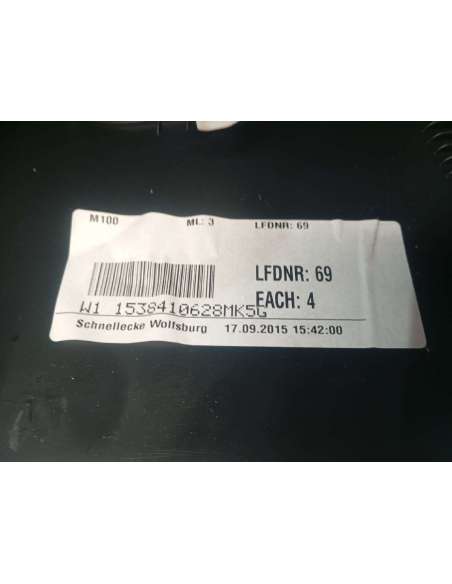 M100 ML: 3 LFDNR: 69
LFDNR: 69
EACH: 4
W1 1538410628MK5G
Schnellecke Wolfsburg 17.09.2015 15:42:00